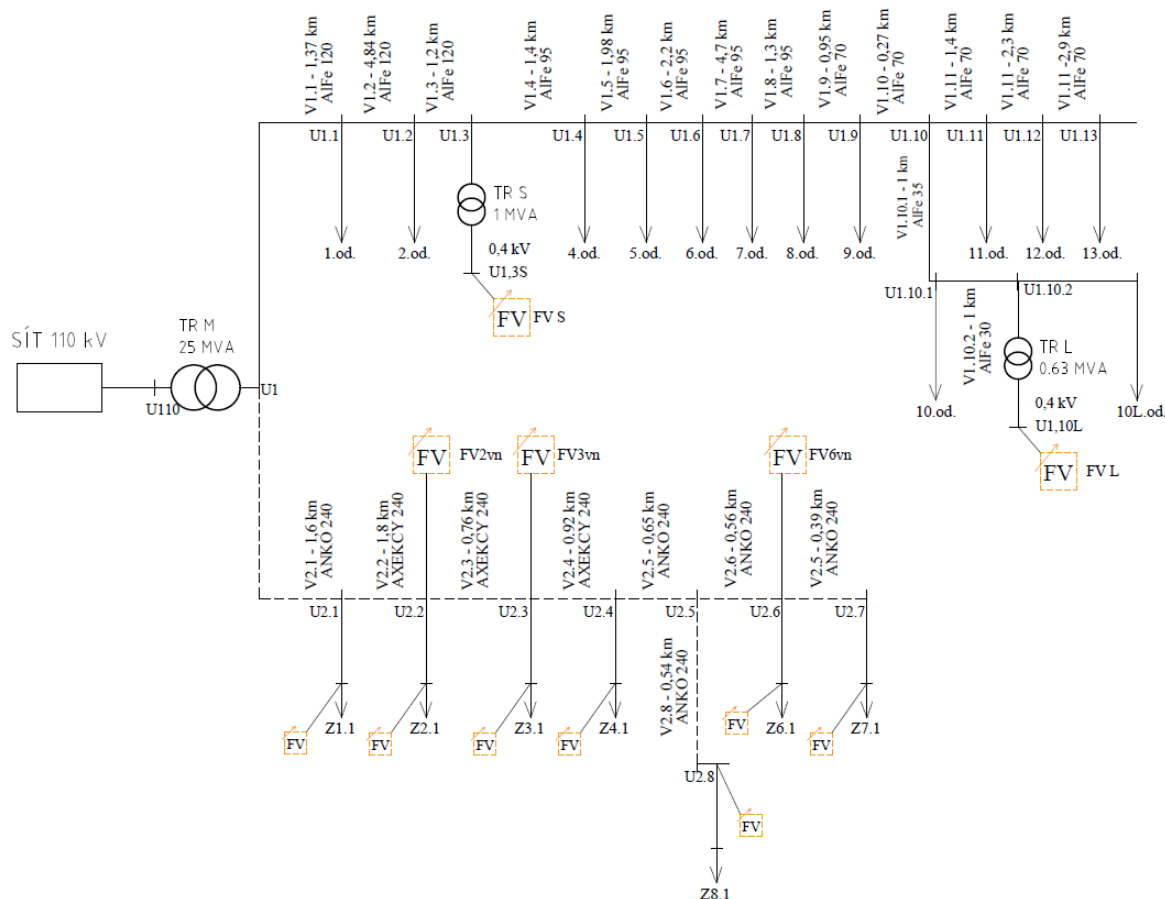 V1.1 - 1,37 km
AlFe 120
V1.2 - 4,84 km
AlFe 120
V1.3 - 1,2 km
AlFe 120
V1.4 - 1,4 km
AlFe 95
V1.5 - 1,98 km
AlFe 95
V1.6 - 2,2 km
AlFe 95
V1.7 - 4,7 km
AlFe 95
V1.8 - 1,3 km
AlFe 95
V1.9 - 0,95 km
AlFe 70
V1.10 - 0,27 km
AlFe 70
V1.11 - 1,4 km
AlFe 70
V1.11 - 2,3 km
AlFe 70
V1.11 -2,9 km
AlFe 70
U1.1
U1.2
U1.3
U1.4
U1.5
U1.6
U1.7
U1.8
U1.9
U1.10
U1.11
U1.12
U1.13
V1.10.1 - 1 km
AlFe 35
TR S
1 MVA
0,4 kV
U1,3S
FV
FV S
1.od.
2.od.
4.od.
5.od.
6.od.
7.od.
8.od.
9.od.
11.od.
12.od.
13.od.
U1.10.1
U1.10.2
V1.10.2 - 1 km
AlFe 30
TR L
0.63 MVA
0,4 kV
U1,10L
FV
FV L
10.od.
10L.od.
SÍT 110 kV
TR M
25 MVA
U110
U1
FV
FV2vn
FV
FV3vn
FV
FV6vn
V2.1 - 1,6 km
ANKO 240
V2.2 - 1,8 km
AXEKCY 240
V2.3 - 0,76 km
AXEKCY 240
V2.4 - 0,92 km
AXEKCY 240
V2.5 - 0,65 km
ANKO 240
V2.6 - 0,56 km
ANKO 240
V2.5 - 0,39 km
ANKO 240
U2.1
U2.2
U2.3
U2.4
U2.5
U2.6
U2.7
V2,8 - 0,54 km
ANKO 240
FV
Z1.1
FV
Z2.1
FV
Z3.1
FV
Z4.1
FV
Z6.1
FV
Z7.1
U2.8
FV
Z8.1